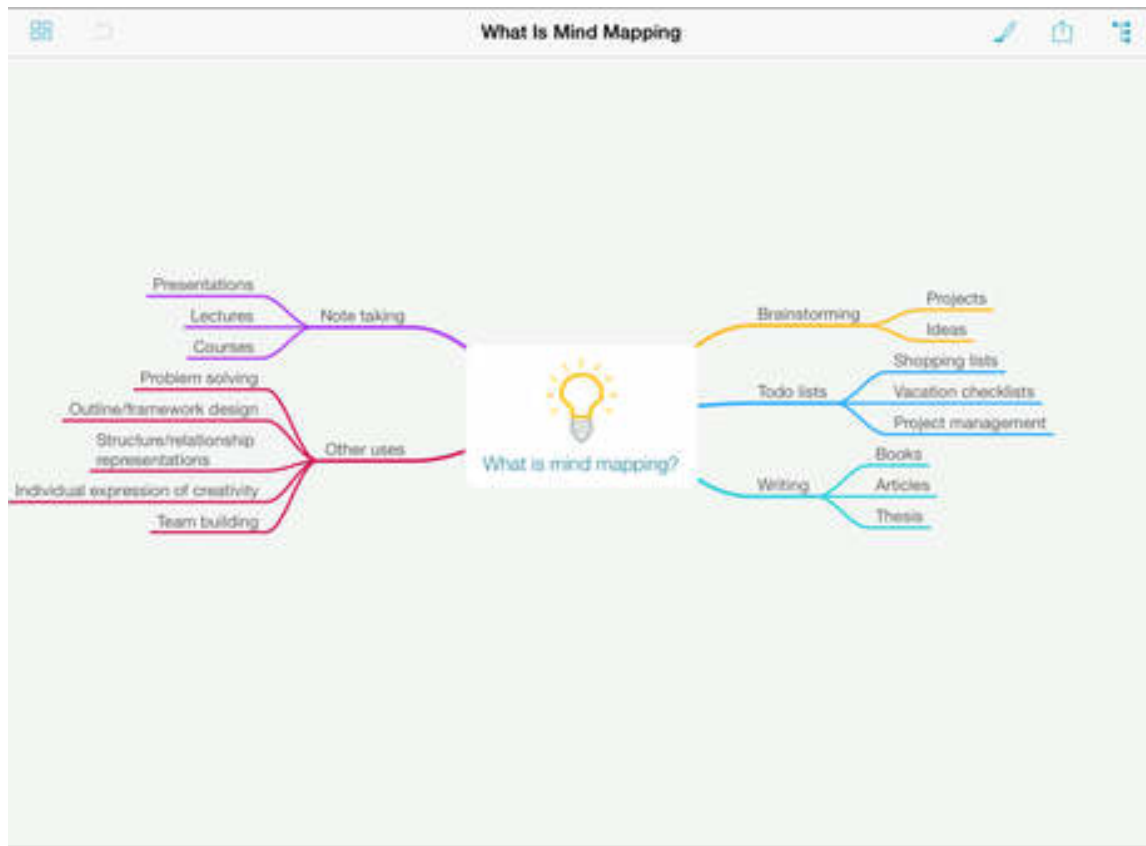 What Is Mind Mapping
Presentations
Lectures
Courses
Note taking
Problem solving
Outline/framework design
Structure/relationship
representations
Individual expression of creativity
Team building
Other uses
What is mind mapping?
Brainstorming
Projects
Ideas
Todo lists
Shopping lists
Vacation checklists
Project management
Writing
Books
Articles
Thesis